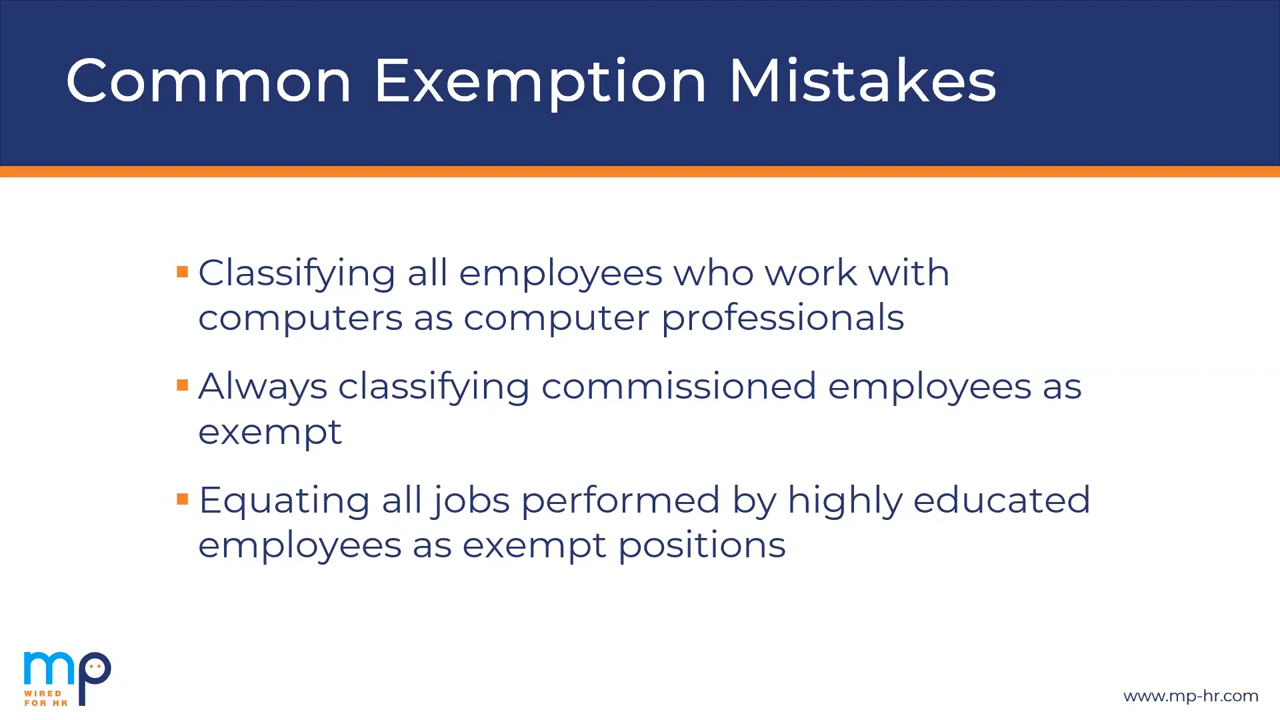 Common Exemption Mistakes
Classifying all employees who work with
computers as computer professionals
Always classifying commissioned employees as
exempt
Equating all jobs performed by highly educated
employees as exempt positions
mp
WIRED
FOR HR
www.mp-hr.com